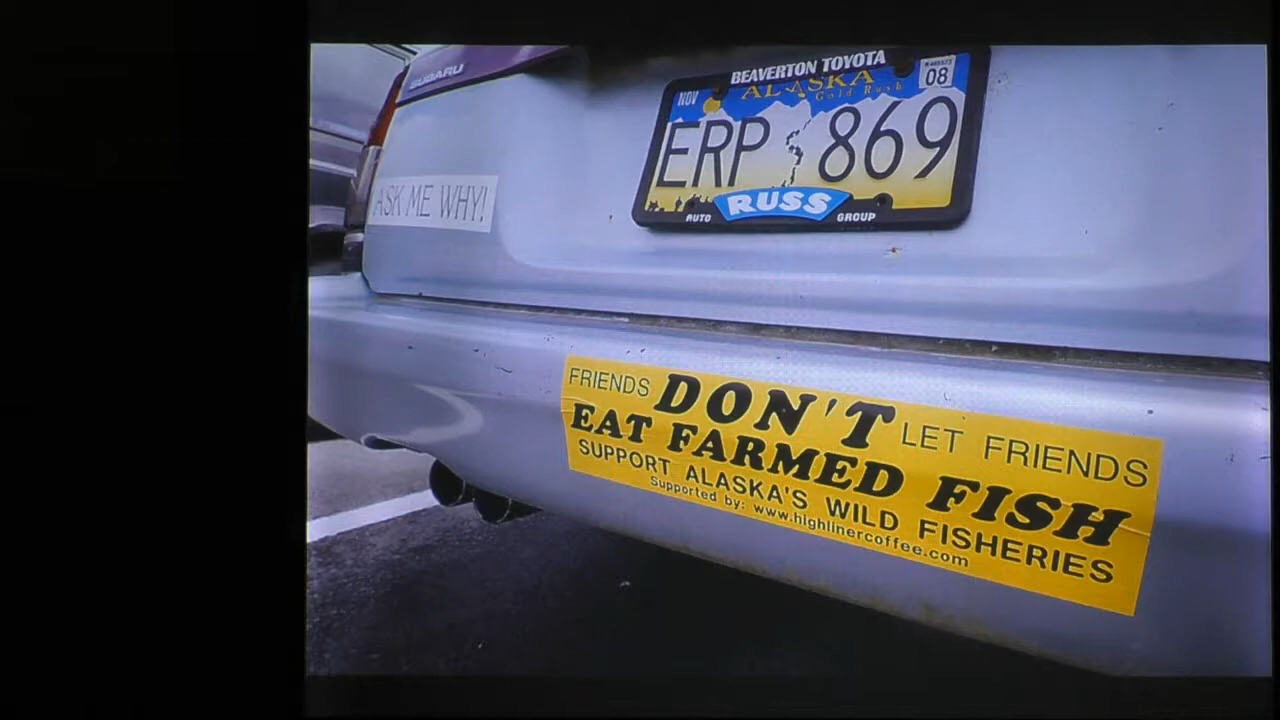 SUBARU
BEAVERTON TOYOTA
NOV
ALASKA
08
Gold Rush
ERP 869
RUSS
AUTO GROUP
ASK ME WHY!
FRIENDS DON'T LET FRIENDS
EAT FARMED FISH
SUPPORT ALASKA'S WILD FISHERIES
Supported by: www.highlinercoffee.com